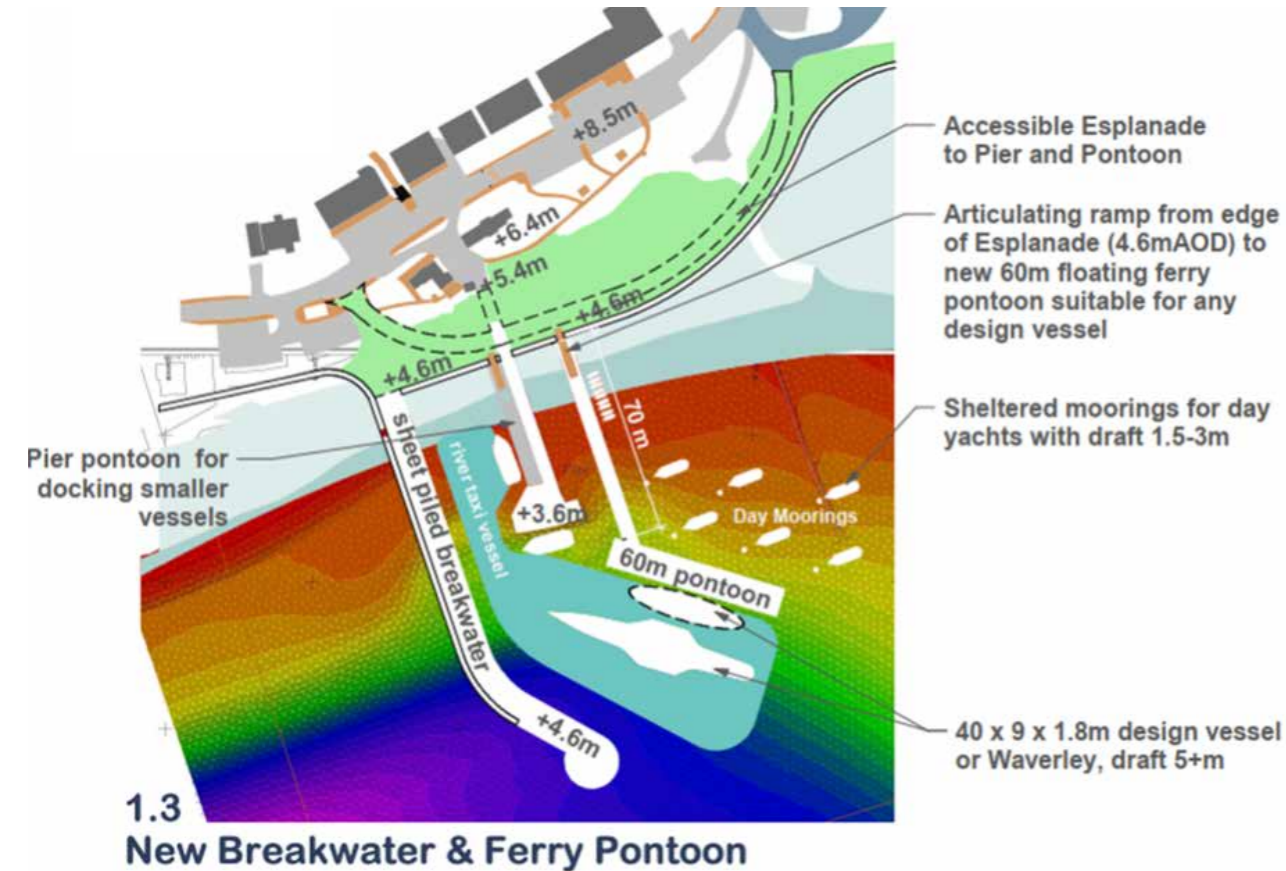 +8.5m
Accessible Esplanade
to Pier and Pontoon
+6.4m
Articulating ramp from edge
of Esplanade (4.6mAOD) to
new 60m floating ferry
pontoon suitable for any
design vessel
+5.4m
+4.6m
+4.6m
70 m
Sheltered moorings for day
yachts with draft 1.5-3m
Pier pontoon for
docking smaller
vessels
sheet piled breakwater
river taxi vessel
+3.6m
Day Moorings
60m pontoon
+4.6m
40 x 9 x 1.8m design vessel
or Waverley, draft 5+m
1.3
New Breakwater & Ferry Pontoon